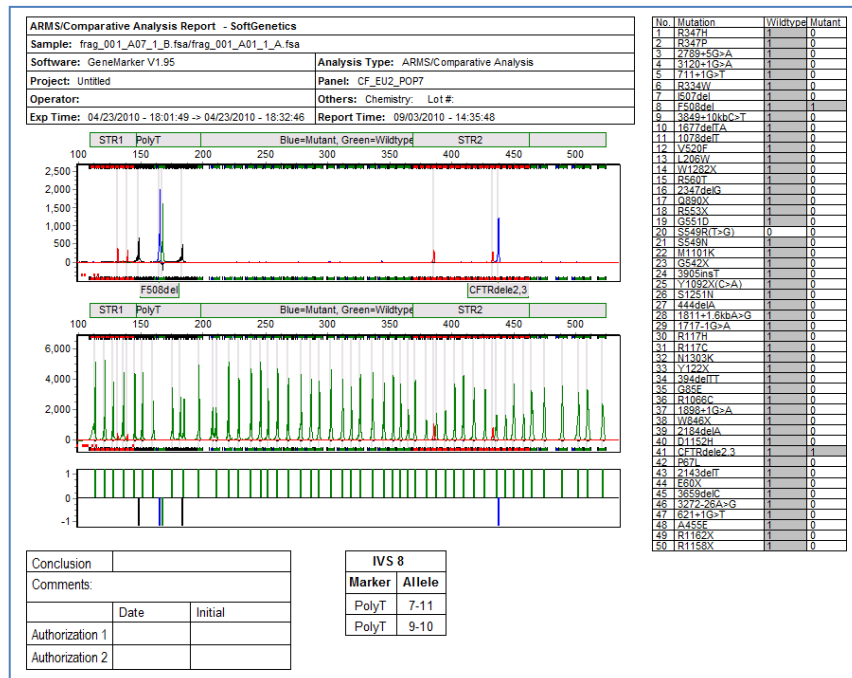 ARMS/Comparative Analysis Report - SoftGenetics
Sample: frag_001_A07_1_B.fsa/frag_001_A01_1_A.fsa
Software: GeneMarker V1.95 Analysis Type: ARMS/Comparative Analysis
Project: Untitled Panel: CF_EU2_POP7
Operator: Others: Chemistry: Lot #:
Exp Time: 04/23/2010 - 18:01:49 -> 04/23/2010 - 18:32:46 Report Time: 09/03/2010 - 14:35:48
STR1 PolyT Blue=Mutant, Green=Wildtype STR2
100 150 200 250 300 350 400 450 500
2,500
2,000
1,500
1,000
500
0
F508del CFTRdele2,3
STR1 PolyT Blue=Mutant, Green=Wildtype STR2
100 150 200 250 300 350 400 450 500
6,000
4,000
2,000
0
1
0
-1
Conclusion
Comments:
Date Initial
Authorization 1
Authorization 2
IVS 8
Marker Allele
PolyT 7-11
PolyT 9-10
No. Mutation Wildtype Mutant
1 R347H 1 0
2 R347P 1 0
3 2789+5G>A 1 0
4 3120+1G>A 1 0
5 711+1G>T 1 0
6 R334W 1 0
7 I507del 1 0
8 F508del 1 1
9 3849+10kbC>T 1 0
10 1677delTA 1 0
11 1078delT 1 0
12 V520F 1 0
13 L206W 1 0
14 W1282X 1 0
15 R560T 1 0
16 2347delG 1 0
17 Q890X 1 0
18 R553X 1 0
19 G551D 1 0
20 S549R(T>G) 0 0
21 S549N 1 0
22 M1101K 1 0
23 G542X 1 0
24 3905insT 1 0
25 Y1092X(C>A) 1 0
26 S1251N 1 0
27 444delA 1 0
28 1811+1.6kbA>G 1 0
29 1717-1G>A 1 0
30 R117H 1 0
31 R117C 1 0
32 N1303K 1 0
33 Y122X 1 0
34 394delTT 1 0
35 G85E 1 0
36 R1066C 1 0
37 1898+1G>A 1 0
38 W846X 1 0
39 2184delA 1 0
40 D1152H 1 0
41 CFTRdele2,3 1 1
42 P67L 1 0
43 2143delT 1 0
44 E60X 1 0
45 3659delC 1 0
46 3272-26A>G 1 0
47 621+1G>T 1 0
48 A455E 1 0
49 R1162X 1 0
50 R1158X 1 0